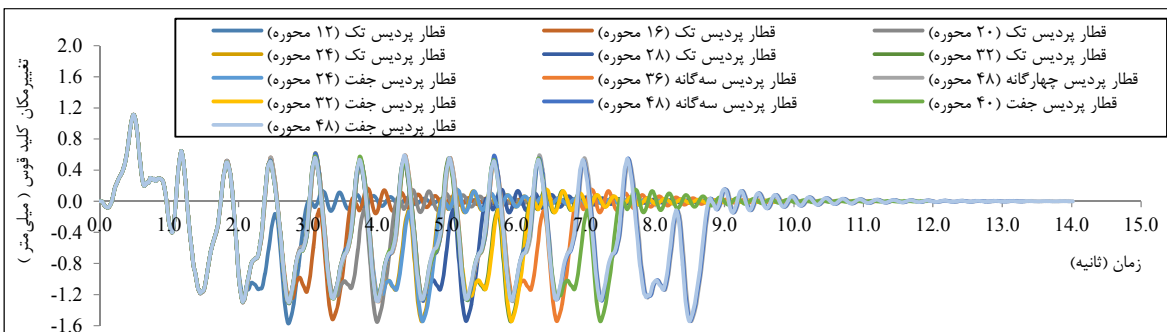 قطار پردیس تک (۱۲ محوره)
قطار پردیس تک (۱۶ محوره)
قطار پردیس تک (۲۰ محوره)
قطار پردیس تک (۲۴ محوره)
قطار پردیس تک (۲۸ محوره)
قطار پردیس تک (۳۲ محوره)
قطار پردیس جفت (۲۴ محوره)
قطار پردیس سه‌گانه (۳۶ محوره)
قطار پردیس چهارگانه (۴۸ محوره)
قطار پردیس جفت (۳۲ محوره)
قطار پردیس سه‌گانه (۴۸ محوره)
قطار پردیس جفت (۴۰ محوره)
قطار پردیس جفت (۴۸ محوره)
تغییرمکان کلید قوس (میلی‌متر)
2.0
1.6
1.2
0.8
0.4
0.0
-0.4
-0.8
-1.2
-1.6
0.0 1.0 2.0 3.0 4.0 5.0 6.0 7.0 8.0 9.0 10.0 11.0 12.0 13.0 14.0 15.0
زمان (ثانیه)